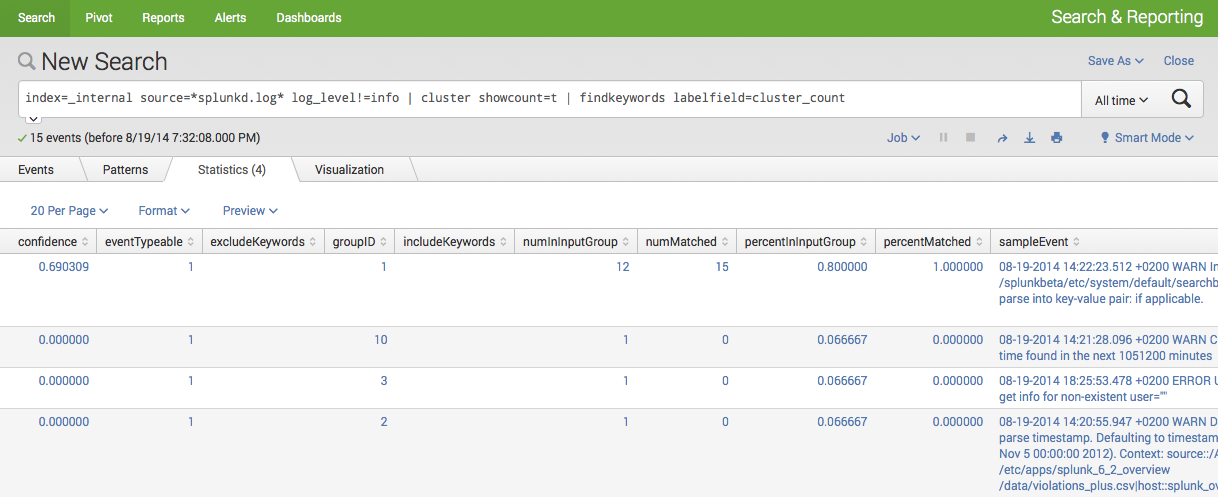 Search Pivot Reports Alerts Dashboards Search & Reporting
New Search Save As Close
index=_internal source=*splunkd.log* log_level!=info | cluster showcount=t | findkeywords labelfield=cluster_count All time
15 events (before 8/19/14 7:32:08.000 PM) Job Smart Mode
Events Patterns Statistics (4) Visualization
20 Per Page Format Preview
confidence eventTypeable excludeKeywords groupID includeKeywords numInInputGroup numMatched percentInInputGroup percentMatched sampleEvent
0.690309 1 1 12 15 0.800000 1.000000 08-19-2014 14:22:23.512 +0200 WARN In
/splunkbeta/etc/system/default/searchb
parse into key-value pair: if applicable.
0.000000 1 10 1 0 0.066667 0.000000 08-19-2014 14:21:28.096 +0200 WARN C
time found in the next 1051200 minutes
0.000000 1 3 1 0 0.066667 0.000000 08-19-2014 18:25:53.478 +0200 ERROR U
get info for non-existent user=""
0.000000 1 2 1 0 0.066667 0.000000 08-19-2014 14:20:55.947 +0200 WARN D
parse timestamp. Defaulting to timestam
Nov 5 00:00:00 2012). Context: source::/
/etc/apps/splunk_6_2_overview
/data/violations_plus.csv|host::splunk_ov